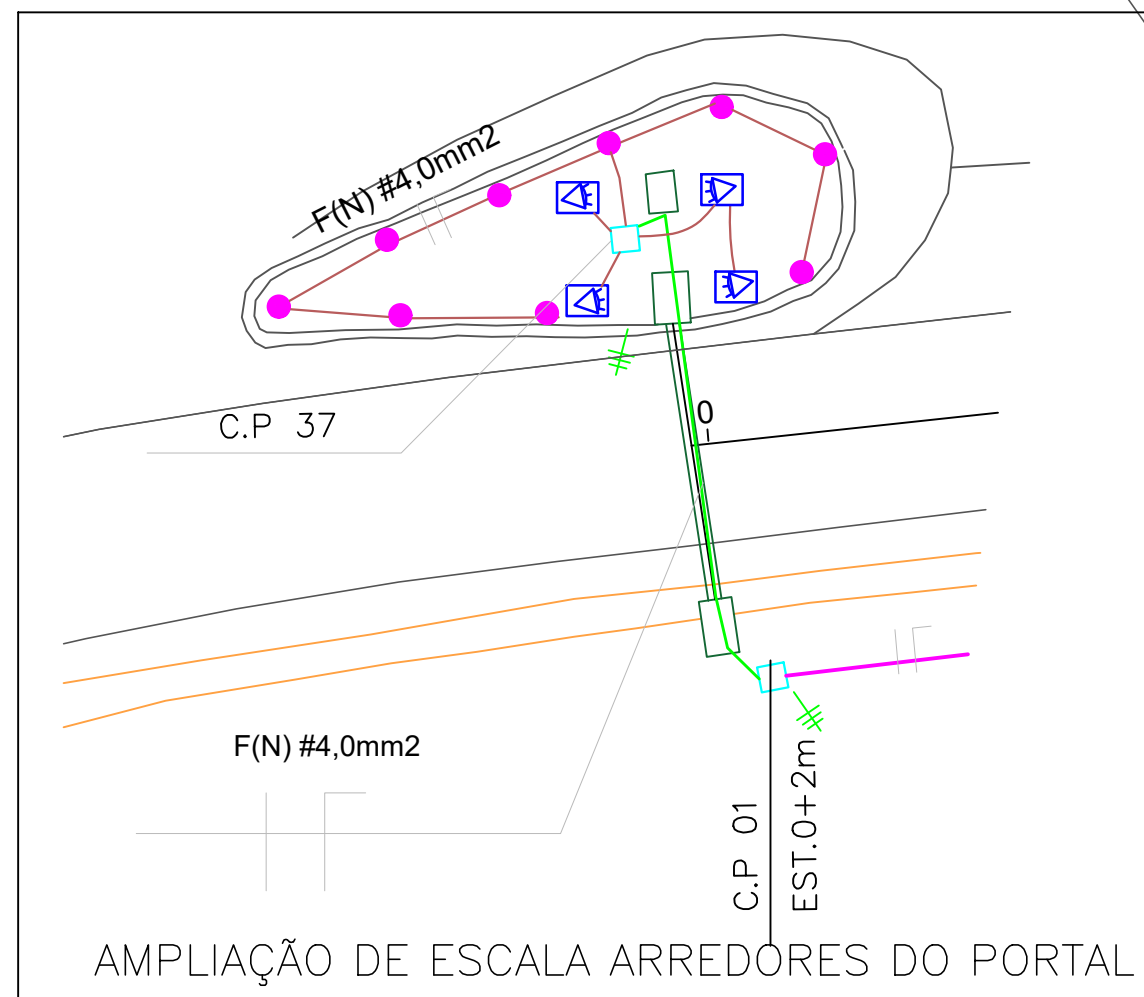 F(N) #4,0mm2
C.P 37
0
F(N) #4,0mm2
C.P 01
EST.0+2m
AMPLIAÇÃO DE ESCALA ARREDORES DO PORTAL